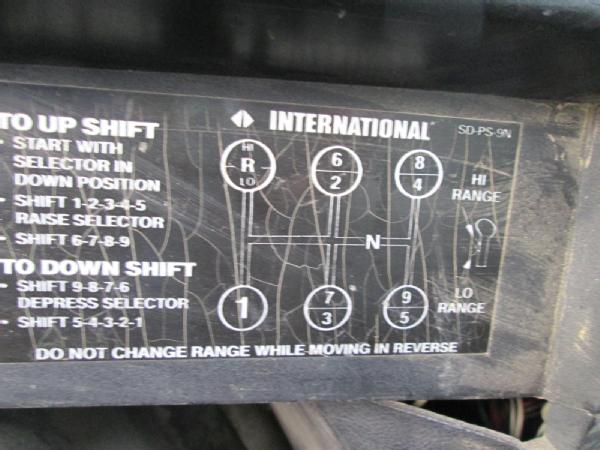 TO UP SHIFT
• START WITH
SELECTOR IN
DOWN POSITION
• SHIFT 1-2-3-4-5
RAISE SELECTOR
• SHIFT 6-7-8-9
TO DOWN SHIFT
• SHIFT 9-8-7-6
DEPRESS SELECTOR
• SHIFT 5-4-3-2-1
INTERNATIONAL
SD-PS-9N
HI
R
LO
6
2
8
4
HI
RANGE
N
1
7
3
9
5
LO
RANGE
DO NOT CHANGE RANGE WHILE MOVING IN REVERSE